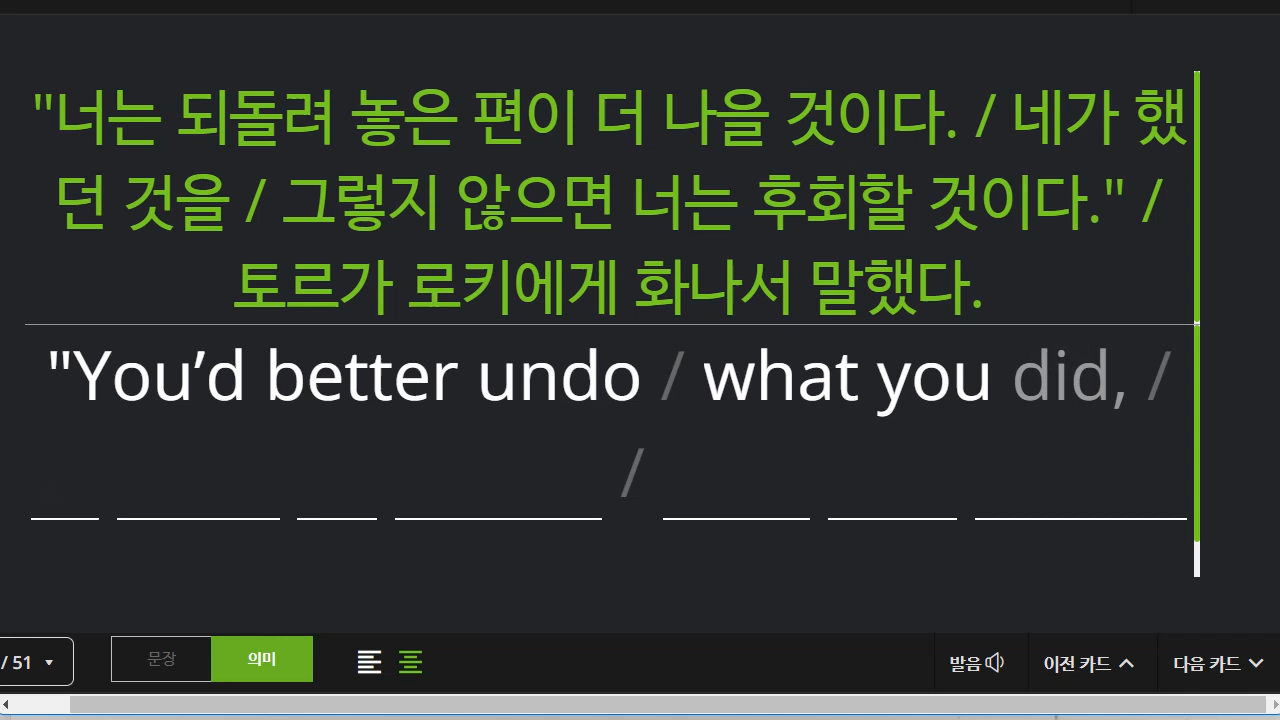 "너는 되돌려 놓은 편이 더 나을 것이다. / 네가 했
던 것을 / 그렇지 않으면 너는 후회할 것이다." /
토르가 로키에게 화나서 말했다.
"You’d better undo / what you did, /
/
/ 51
문장
의미
발음
이전 카드
다음 카드